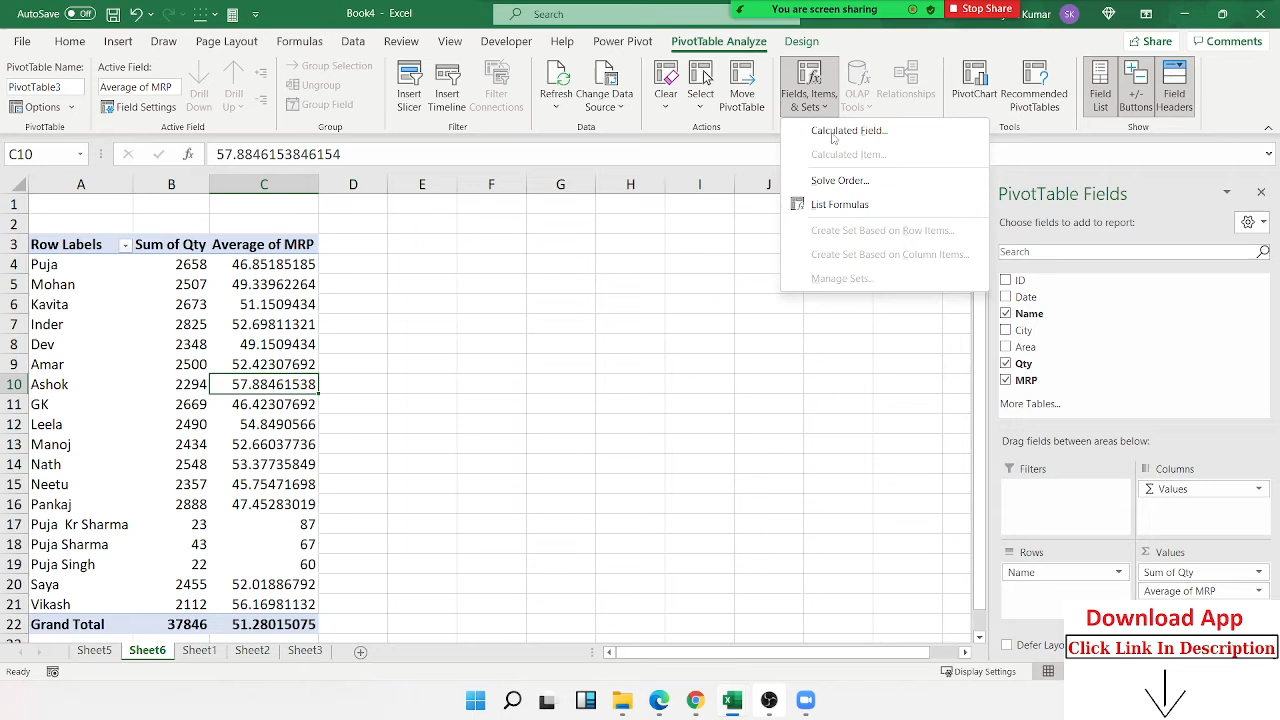 AutoSave Off Book1 - Excel Search You are screen sharing Stop Share Kumar SK
File Home Insert Draw Page Layout Formulas Data Review View Developer Help Power Pivot PivotTable Analyze Design Share Comments
PivotTable Name: PivotTable3 Options PivotTable
Active Field: Average of MRP Field Settings Drill Down Drill Up Active Field
Group Selection Ungroup Group Field Group
Insert Slicer Insert Timeline Filter Connections Filter
Refresh Change Data Source Data
Clear Select Move PivotTable Actions
Fields, Items, & Sets OLAP Tools Relationships
PivotChart Recommended PivotTables Tools
Field List +/- Buttons Field Headers Show
Calculated Field...
Calculated Item...
Solve Order...
List Formulas
Create Set Based on Row Items...
Create Set Based on Column Items...
Manage Sets...
C10 fx 57.8846153846154
A B C D E F G H I J
1
2
3 Row Labels Sum of Qty Average of MRP
4 Puja 2658 46.85185185
5 Mohan 2507 49.33962264
6 Kavita 2673 51.1509434
7 Inder 2825 52.69811321
8 Dev 2348 49.1509434
9 Amar 2500 52.42307692
10 Ashok 2294 57.88461538
11 GK 2669 46.42307692
12 Leela 2490 54.8490566
13 Manoj 2434 52.66037736
14 Nath 2548 53.37735849
15 Neetu 2357 45.75471698
16 Pankaj 2888 47.45283019
17 Puja Kr Sharma 23 87
18 Puja Sharma 43 67
19 Puja Singh 22 60
20 Saya 2455 52.01886792
21 Vikash 2112 56.16981132
22 Grand Total 37846 51.28015075
PivotTable Fields
Choose fields to add to report:
Search
ID
Date
Name
City
Area
Qty
MRP
More Tables...
Drag fields between areas below:
Filters Columns
Σ Values
Rows Σ Values
Name Sum of Qty
Average of MRP
Defer Layo
Download App
Click Link In Description
Sheet5 Sheet6 Sheet1 Sheet2 Sheet3
Ready Display Settings